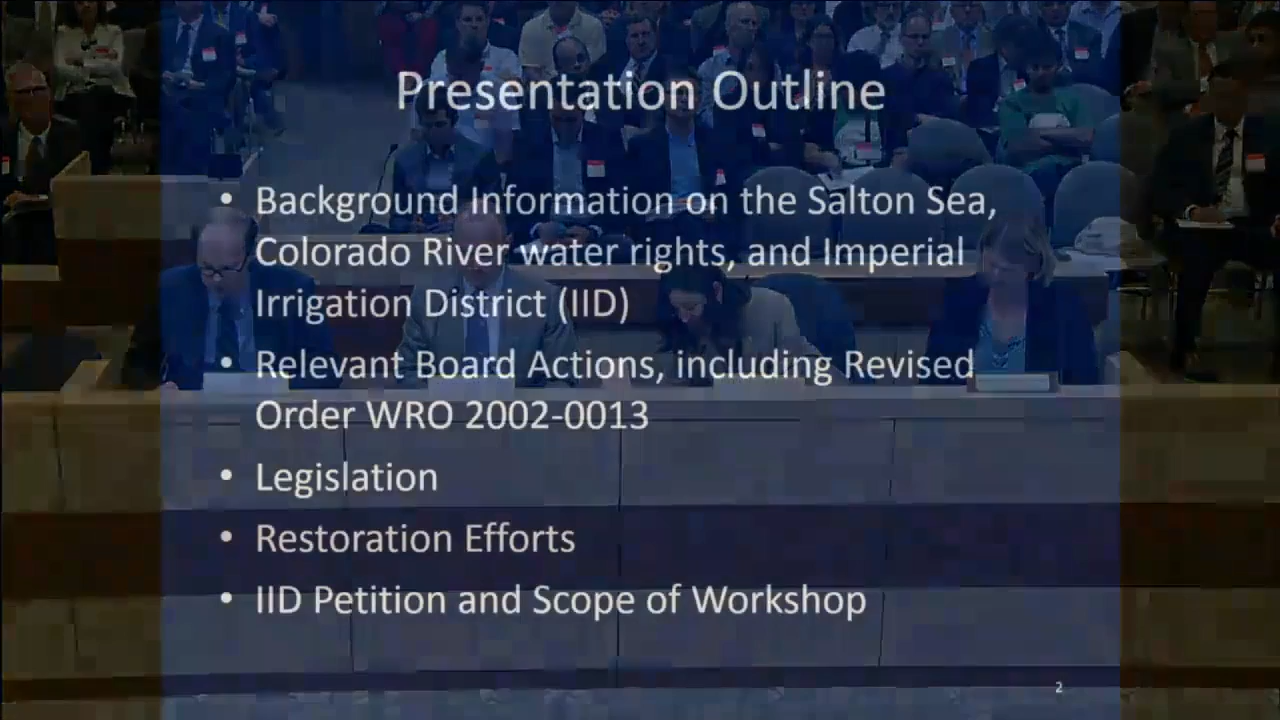 Presentation Outline
• Background Information on the Salton Sea,
Colorado River water rights, and Imperial
Irrigation District (IID)
• Relevant Board Actions, including Revised
Order WRO 2002-0013
• Legislation
• Restoration Efforts
• IID Petition and Scope of Workshop
2